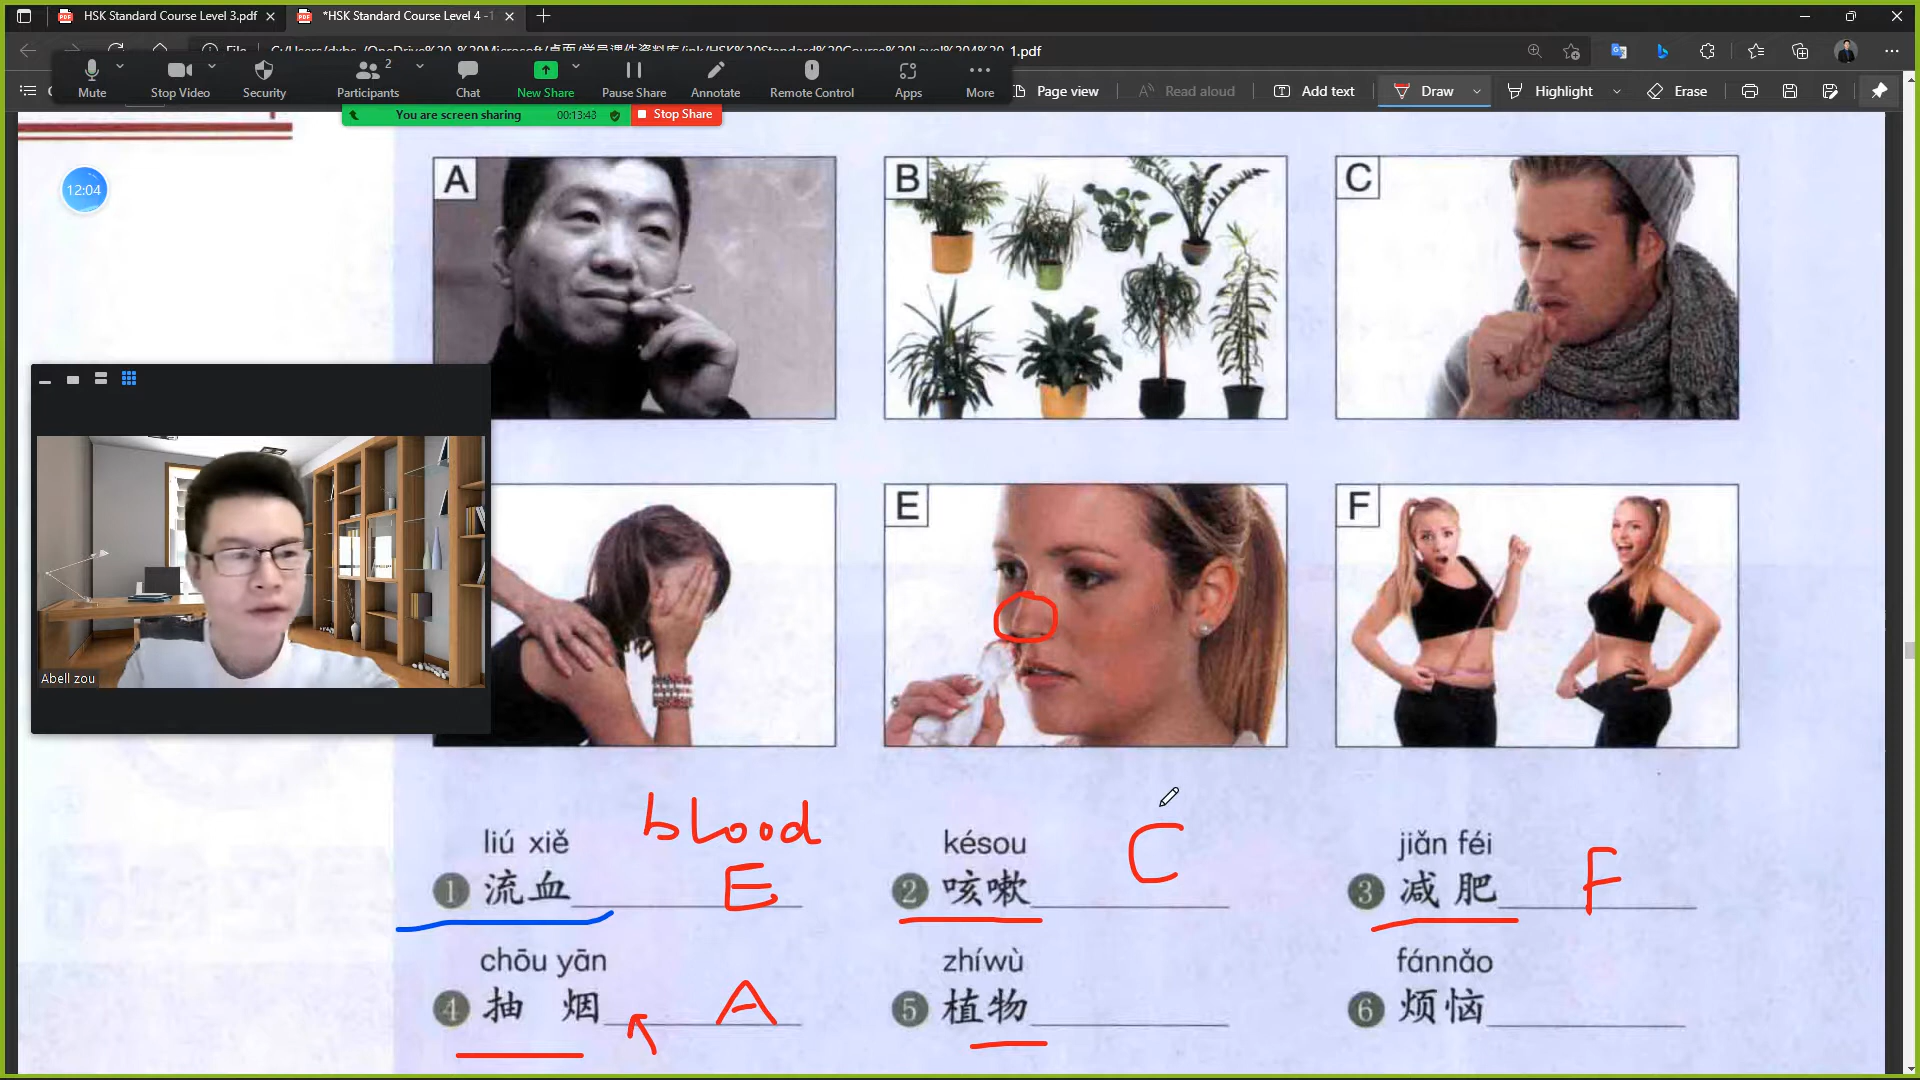 HSK Standard Course Level 3.pdf
*HSK Standard Course Level 4 -1
File
1.pdf
Mute
Stop Video
Security
Participants
2
Chat
New Share
Pause Share
Annotate
Remote Control
Apps
More
Page view
Read aloud
Add text
Draw
Highlight
Erase
You are screen sharing
00:13:43
Stop Share
12:04
A
B
C
E
F
Abell zou
blood
liú xiě
késou
jiǎn féi
1 流血 E
2 咳嗽 C
3 减肥 F
chōu yān
zhíwù
fánnǎo
4 抽 烟 A
5 植物
6 烦恼